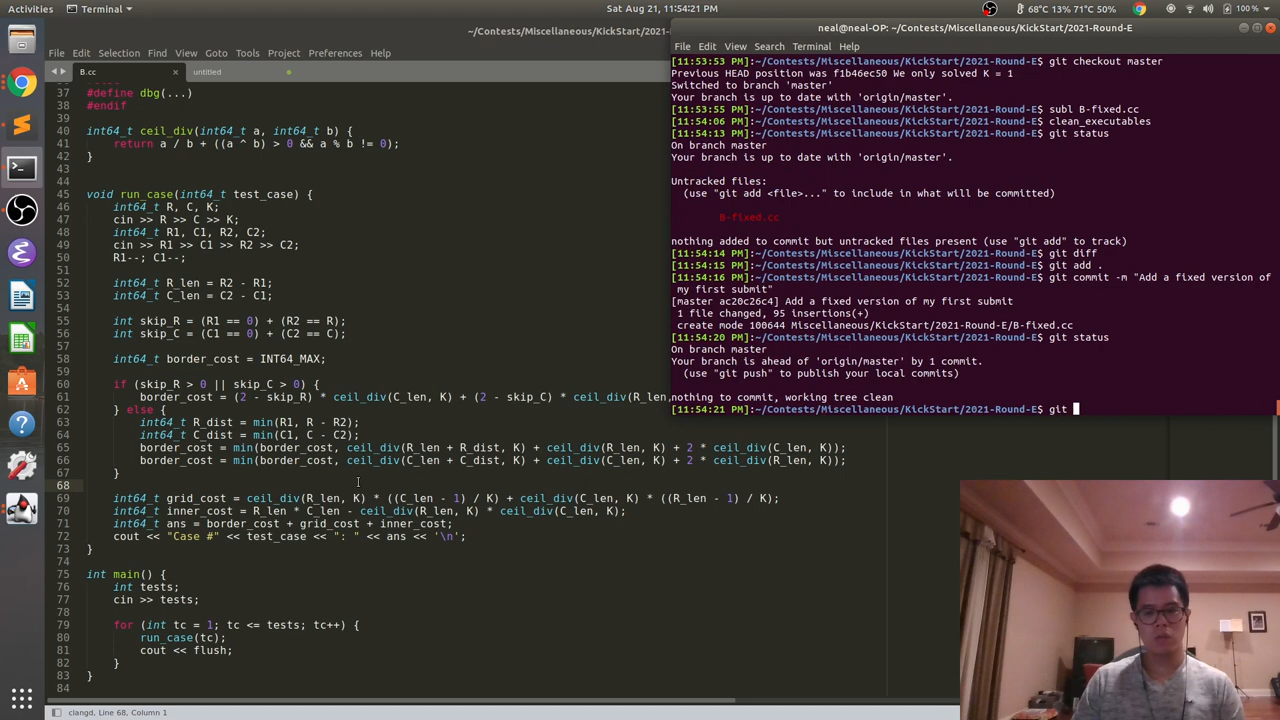 Activities
Terminal
Sat Aug 21, 11:54:21 PM
68°C 13% 71°C 50%
100 %
~/Contests/Miscellaneous/KickStart/2021-
File Edit Selection Find View Goto Tools Project Preferences Help
B.cc
untitled
37
38 #define dbg(...)
39 #endif
40 int64_t ceil_div(int64_t a, int64_t b) {
41 return a / b + ((a ^ b) > 0 && a % b != 0);
42 }
43
44
45 void run_case(int64_t test_case) {
46 int64_t R, C, K;
47 cin >> R >> C >> K;
48 int64_t R1, C1, R2, C2;
49 cin >> R1 >> C1 >> R2 >> C2;
50 R1--; C1--;
51
52 int64_t R_len = R2 - R1;
53 int64_t C_len = C2 - C1;
54
55 int skip_R = (R1 == 0) + (R2 == R);
56 int skip_C = (C1 == 0) + (C2 == C);
57
58 int64_t border_cost = INT64_MAX;
59
60 if (skip_R > 0 || skip_C > 0) {
61 border_cost = (2 - skip_R) * ceil_div(C_len, K) + (2 - skip_C) * ceil_div(R_len,
62 } else {
63 int64_t R_dist = min(R1, R - R2);
64 int64_t C_dist = min(C1, C - C2);
65 border_cost = min(border_cost, ceil_div(R_len + R_dist, K) + ceil_div(R_len, K) + 2 * ceil_div(C_len, K));
66 border_cost = min(border_cost, ceil_div(C_len + C_dist, K) + ceil_div(C_len, K) + 2 * ceil_div(R_len, K));
67 }
68
69 int64_t grid_cost = ceil_div(R_len, K) * ((C_len - 1) / K) + ceil_div(C_len, K) * ((R_len - 1) / K);
70 int64_t inner_cost = R_len * C_len - ceil_div(R_len, K) * ceil_div(C_len, K);
71 int64_t ans = border_cost + grid_cost + inner_cost;
72 cout << "Case #" << test_case << ": " << ans << '\n';
73 }
74
75 int main() {
76 int tests;
77 cin >> tests;
78
79 for (int tc = 1; tc <= tests; tc++) {
80 run_case(tc);
81 cout << flush;
82 }
83 }
84
clangd, Line 68, Column 1
neal@neal-OP: ~/Contests/Miscellaneous/KickStart/2021-Round-E
File Edit View Search Terminal Help
[11:53:53 PM]:~/Contests/Miscellaneous/KickStart/2021-Round-E$ git checkout master
Previous HEAD position was f1b46ec50 We only solved K = 1
Switched to branch 'master'
Your branch is up to date with 'origin/master'.
[11:53:55 PM]:~/Contests/Miscellaneous/KickStart/2021-Round-E$ subl B-fixed.cc
[11:54:06 PM]:~/Contests/Miscellaneous/KickStart/2021-Round-E$ clean_executables
[11:54:13 PM]:~/Contests/Miscellaneous/KickStart/2021-Round-E$ git status
On branch master
Your branch is up to date with 'origin/master'.
Untracked files:
(use "git add <file>..." to include in what will be committed)
B-fixed.cc
nothing added to commit but untracked files present (use "git add" to track)
[11:54:14 PM]:~/Contests/Miscellaneous/KickStart/2021-Round-E$ git diff
[11:54:15 PM]:~/Contests/Miscellaneous/KickStart/2021-Round-E$ git add .
[11:54:16 PM]:~/Contests/Miscellaneous/KickStart/2021-Round-E$ git commit -m "Add a fixed version of
my first submit"
[master ac20c26c4] Add a fixed version of my first submit
1 file changed, 95 insertions(+)
create mode 100644 Miscellaneous/KickStart/2021-Round-E/B-fixed.cc
[11:54:20 PM]:~/Contests/Miscellaneous/KickStart/2021-Round-E$ git status
On branch master
Your branch is ahead of 'origin/master' by 1 commit.
(use "git push" to publish your local commits)
nothing to commit, working tree clean
[11:54:21 PM]:~/Contests/Miscellaneous/KickStart/2021-Round-E$ git